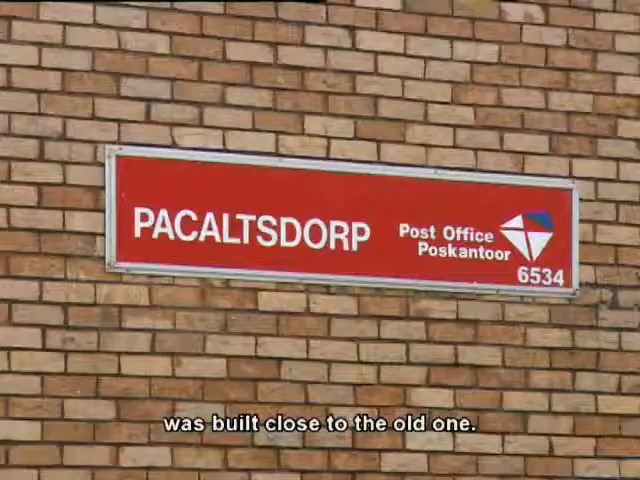 PACALTSDORP
Post Office
Poskantoor
6534
was built close to the old one.